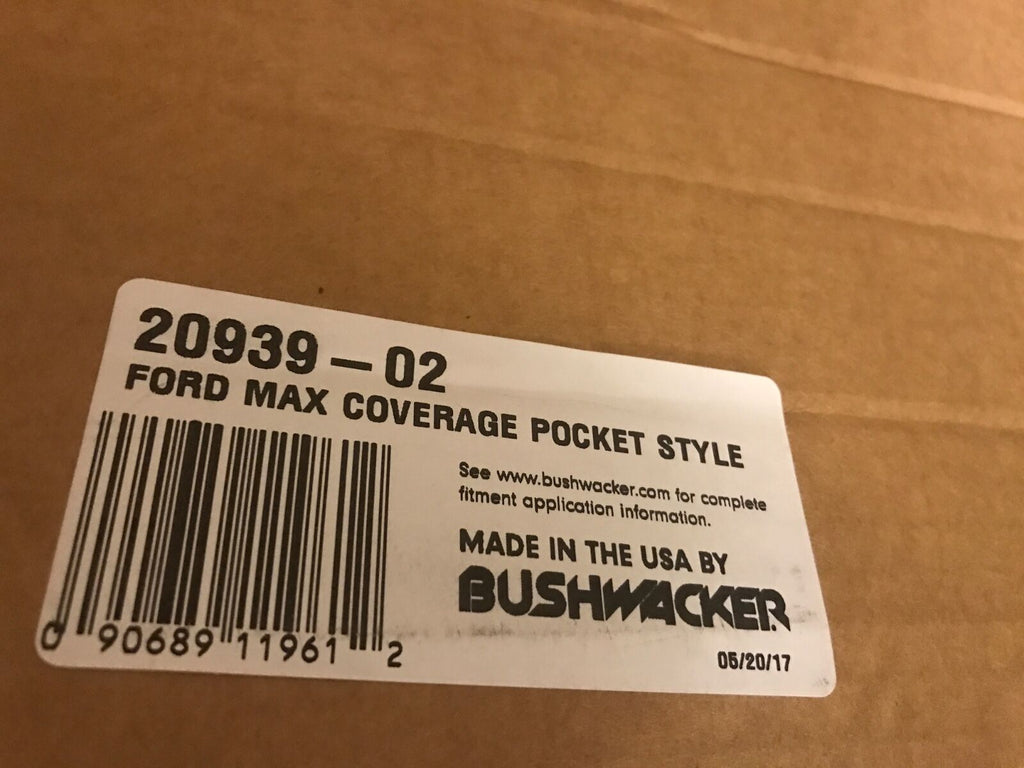 20939-02
FORD MAX COVERAGE POCKET STYLE
See www.bushwacker.com for complete
fitment application information.
MADE IN THE USA BY
BUSHWACKER
0 90689 11961 2
05/20/17